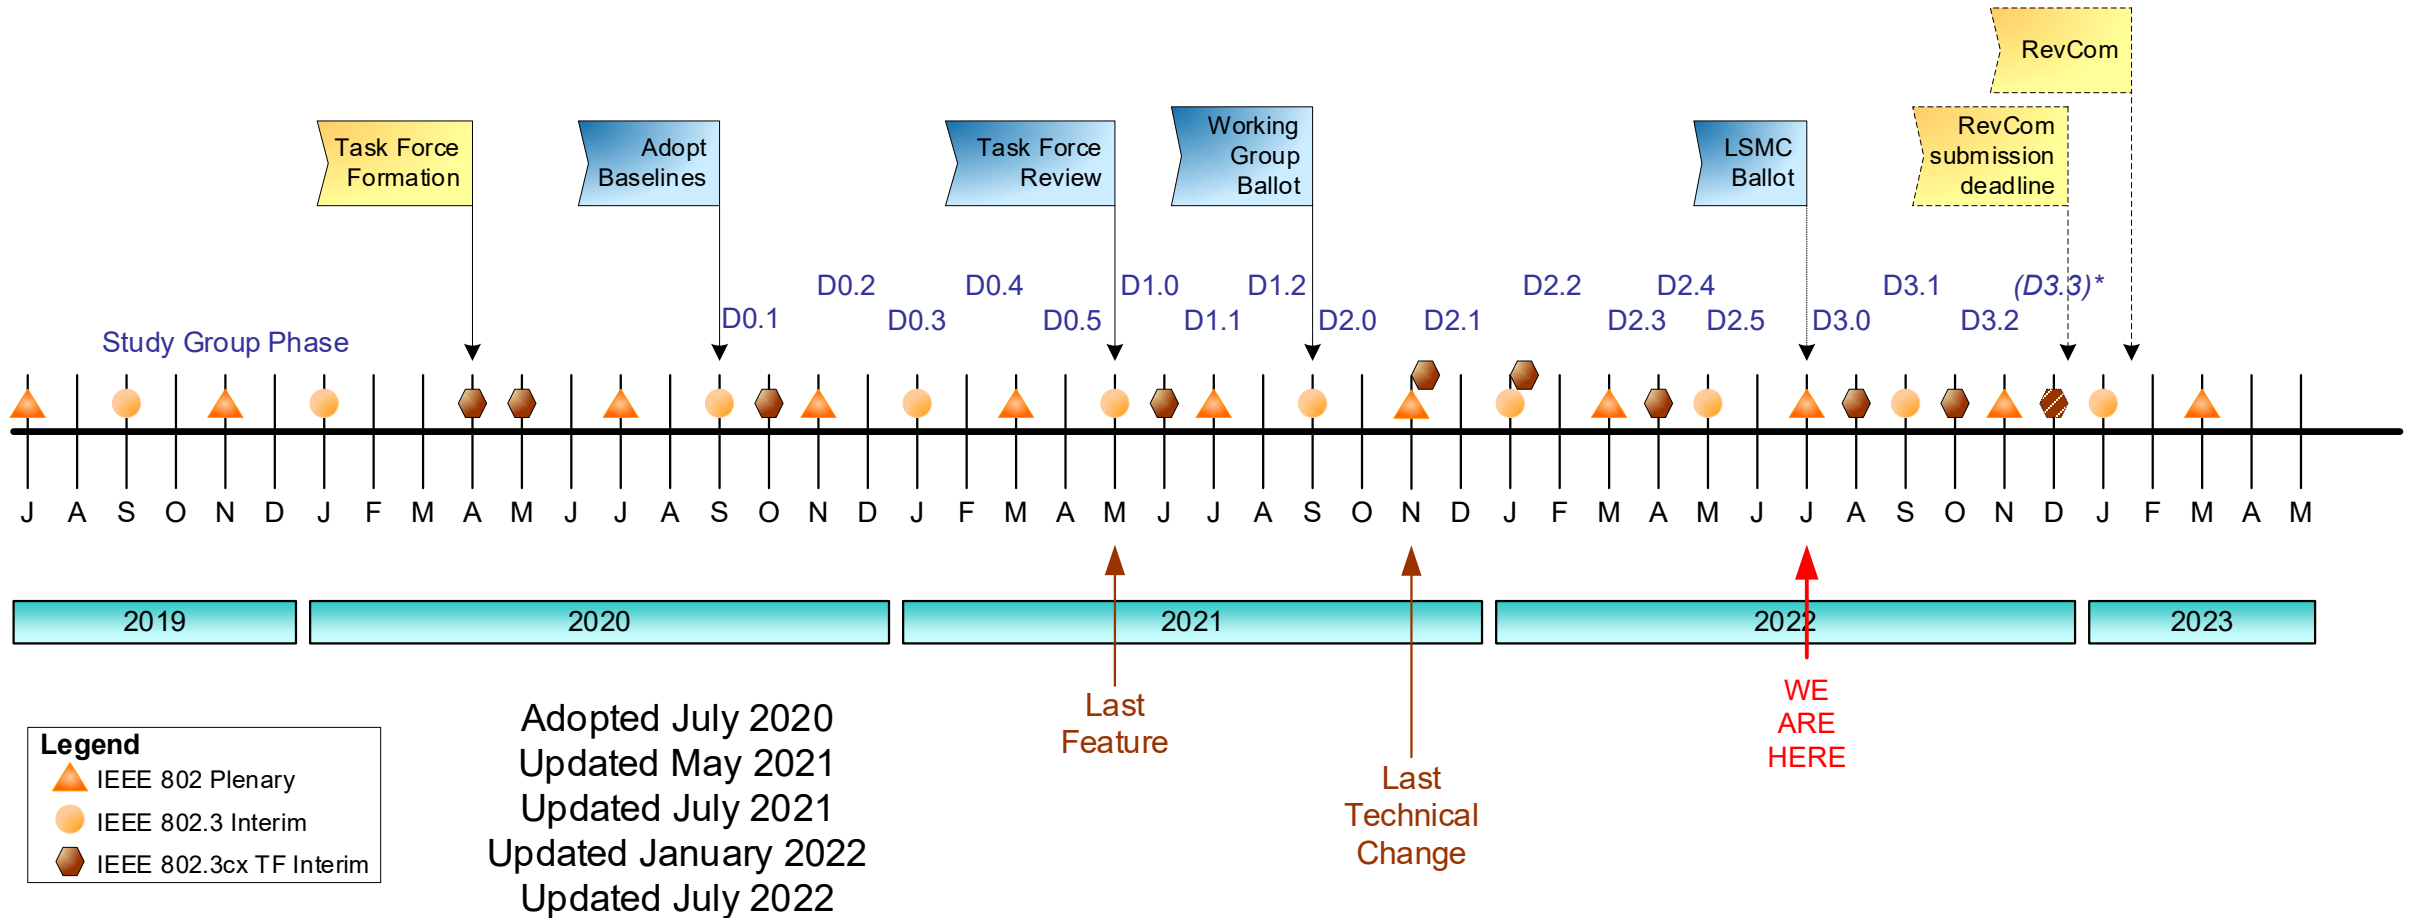 RevCom
Task Force
Formation
Adopt
Baselines
Task Force
Review
Working
Group
Ballot
LSMC
Ballot
RevCom
submission
deadline
Study Group Phase
D0.1
D0.2
D0.3
D0.4
D0.5
D1.0
D1.1
D1.2
D2.0
D2.1
D2.2
D2.3
D2.4
D2.5
D3.0
D3.1
D3.2
(D3.3)*
J A S O N D J F M A M J J A S O N D J F M A M J J A S O N D J F M A M J J A S O N D J F M A M
2019 2020 2021 2022 2023
Last
Feature
Last
Technical
Change
WE
ARE
HERE
Adopted July 2020
Updated May 2021
Updated July 2021
Updated January 2022
Updated July 2022
Legend
IEEE 802 Plenary
IEEE 802.3 Interim
IEEE 802.3cx TF Interim